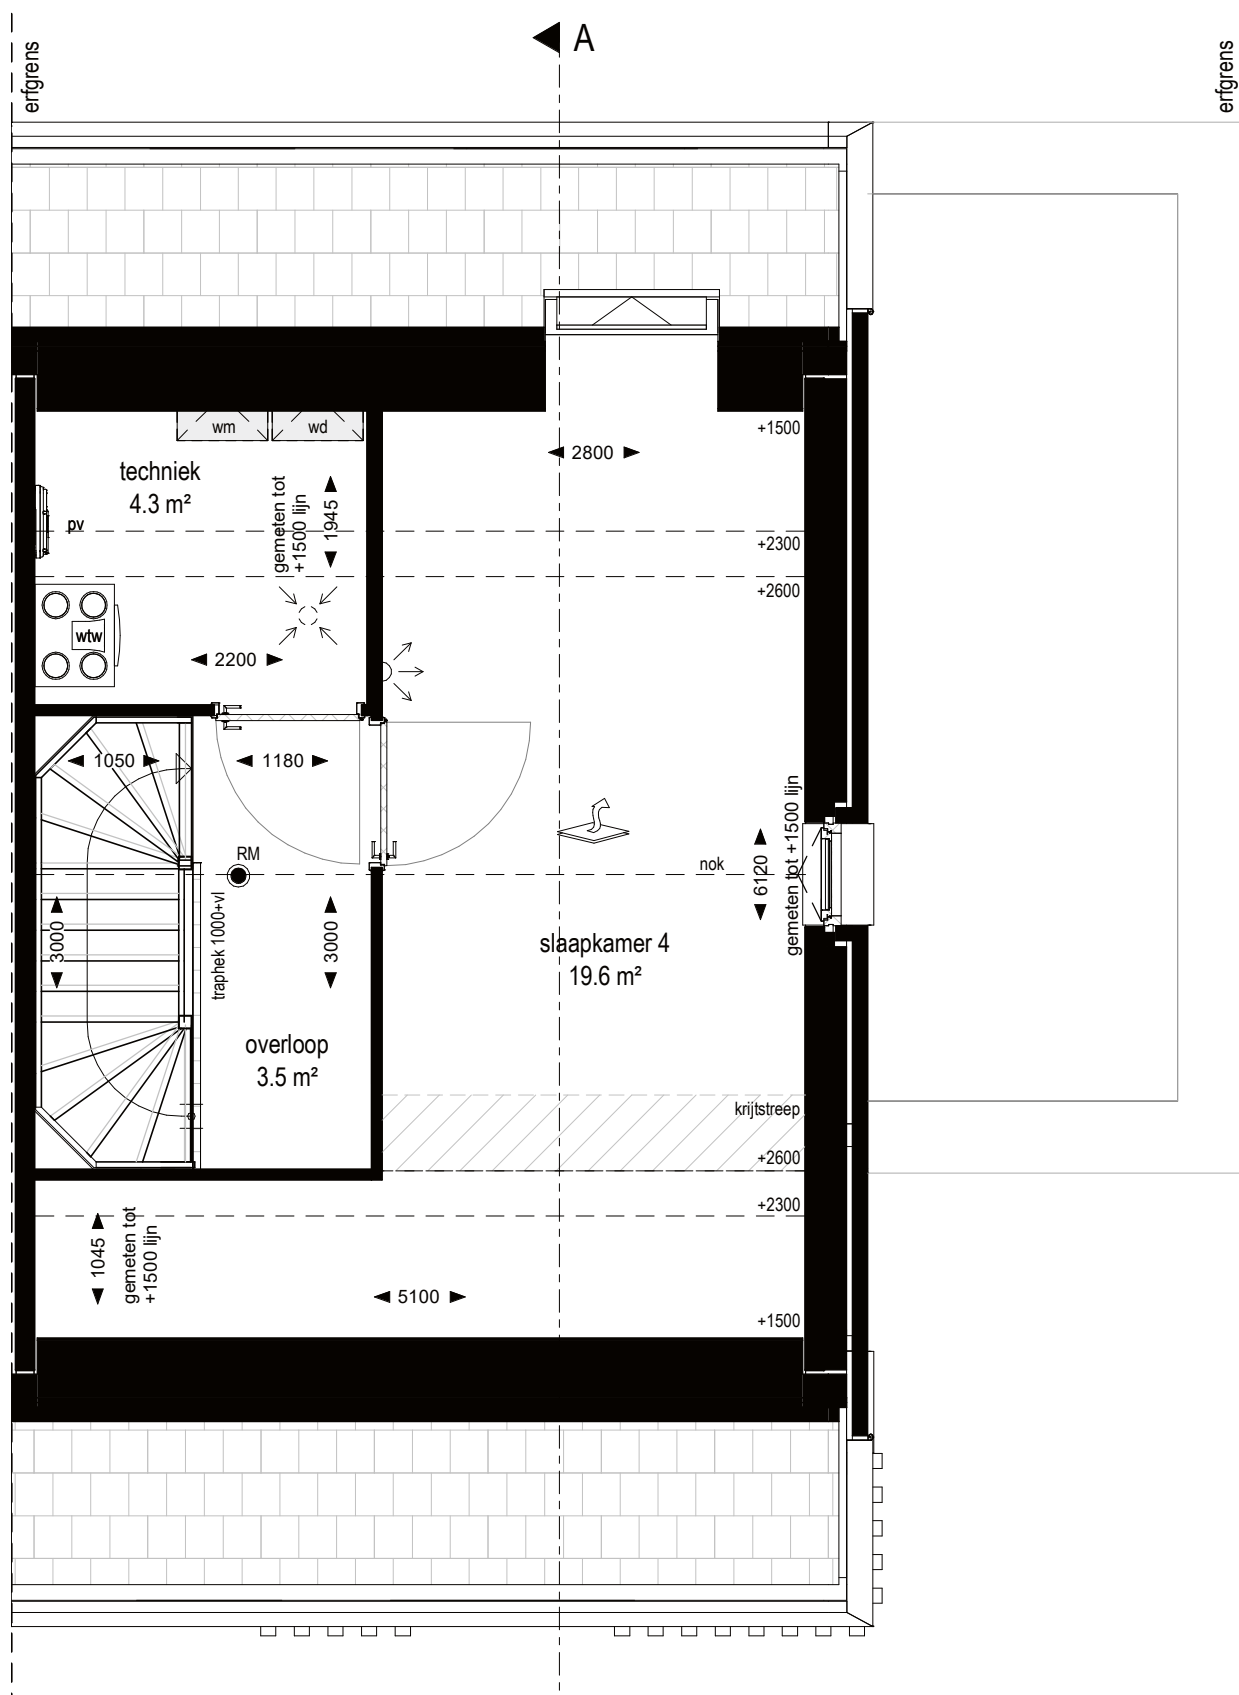 A
erfgrens
erfgrens
wm
wd
+1500
2800
techniek
4.3 m²
gemeten tot
+1500 lijn
1945
pv
+2300
+2600
wtw
2200
1050
1180
RM
nok
6120
gemeten tot +1500 lijn
3000
traphek 1000+vl
3000
slaapkamer 4
19.6 m²
overloop
3.5 m²
krijtstreep
+2600
+2300
1045
gemeten tot
+1500 lijn
5100
+1500